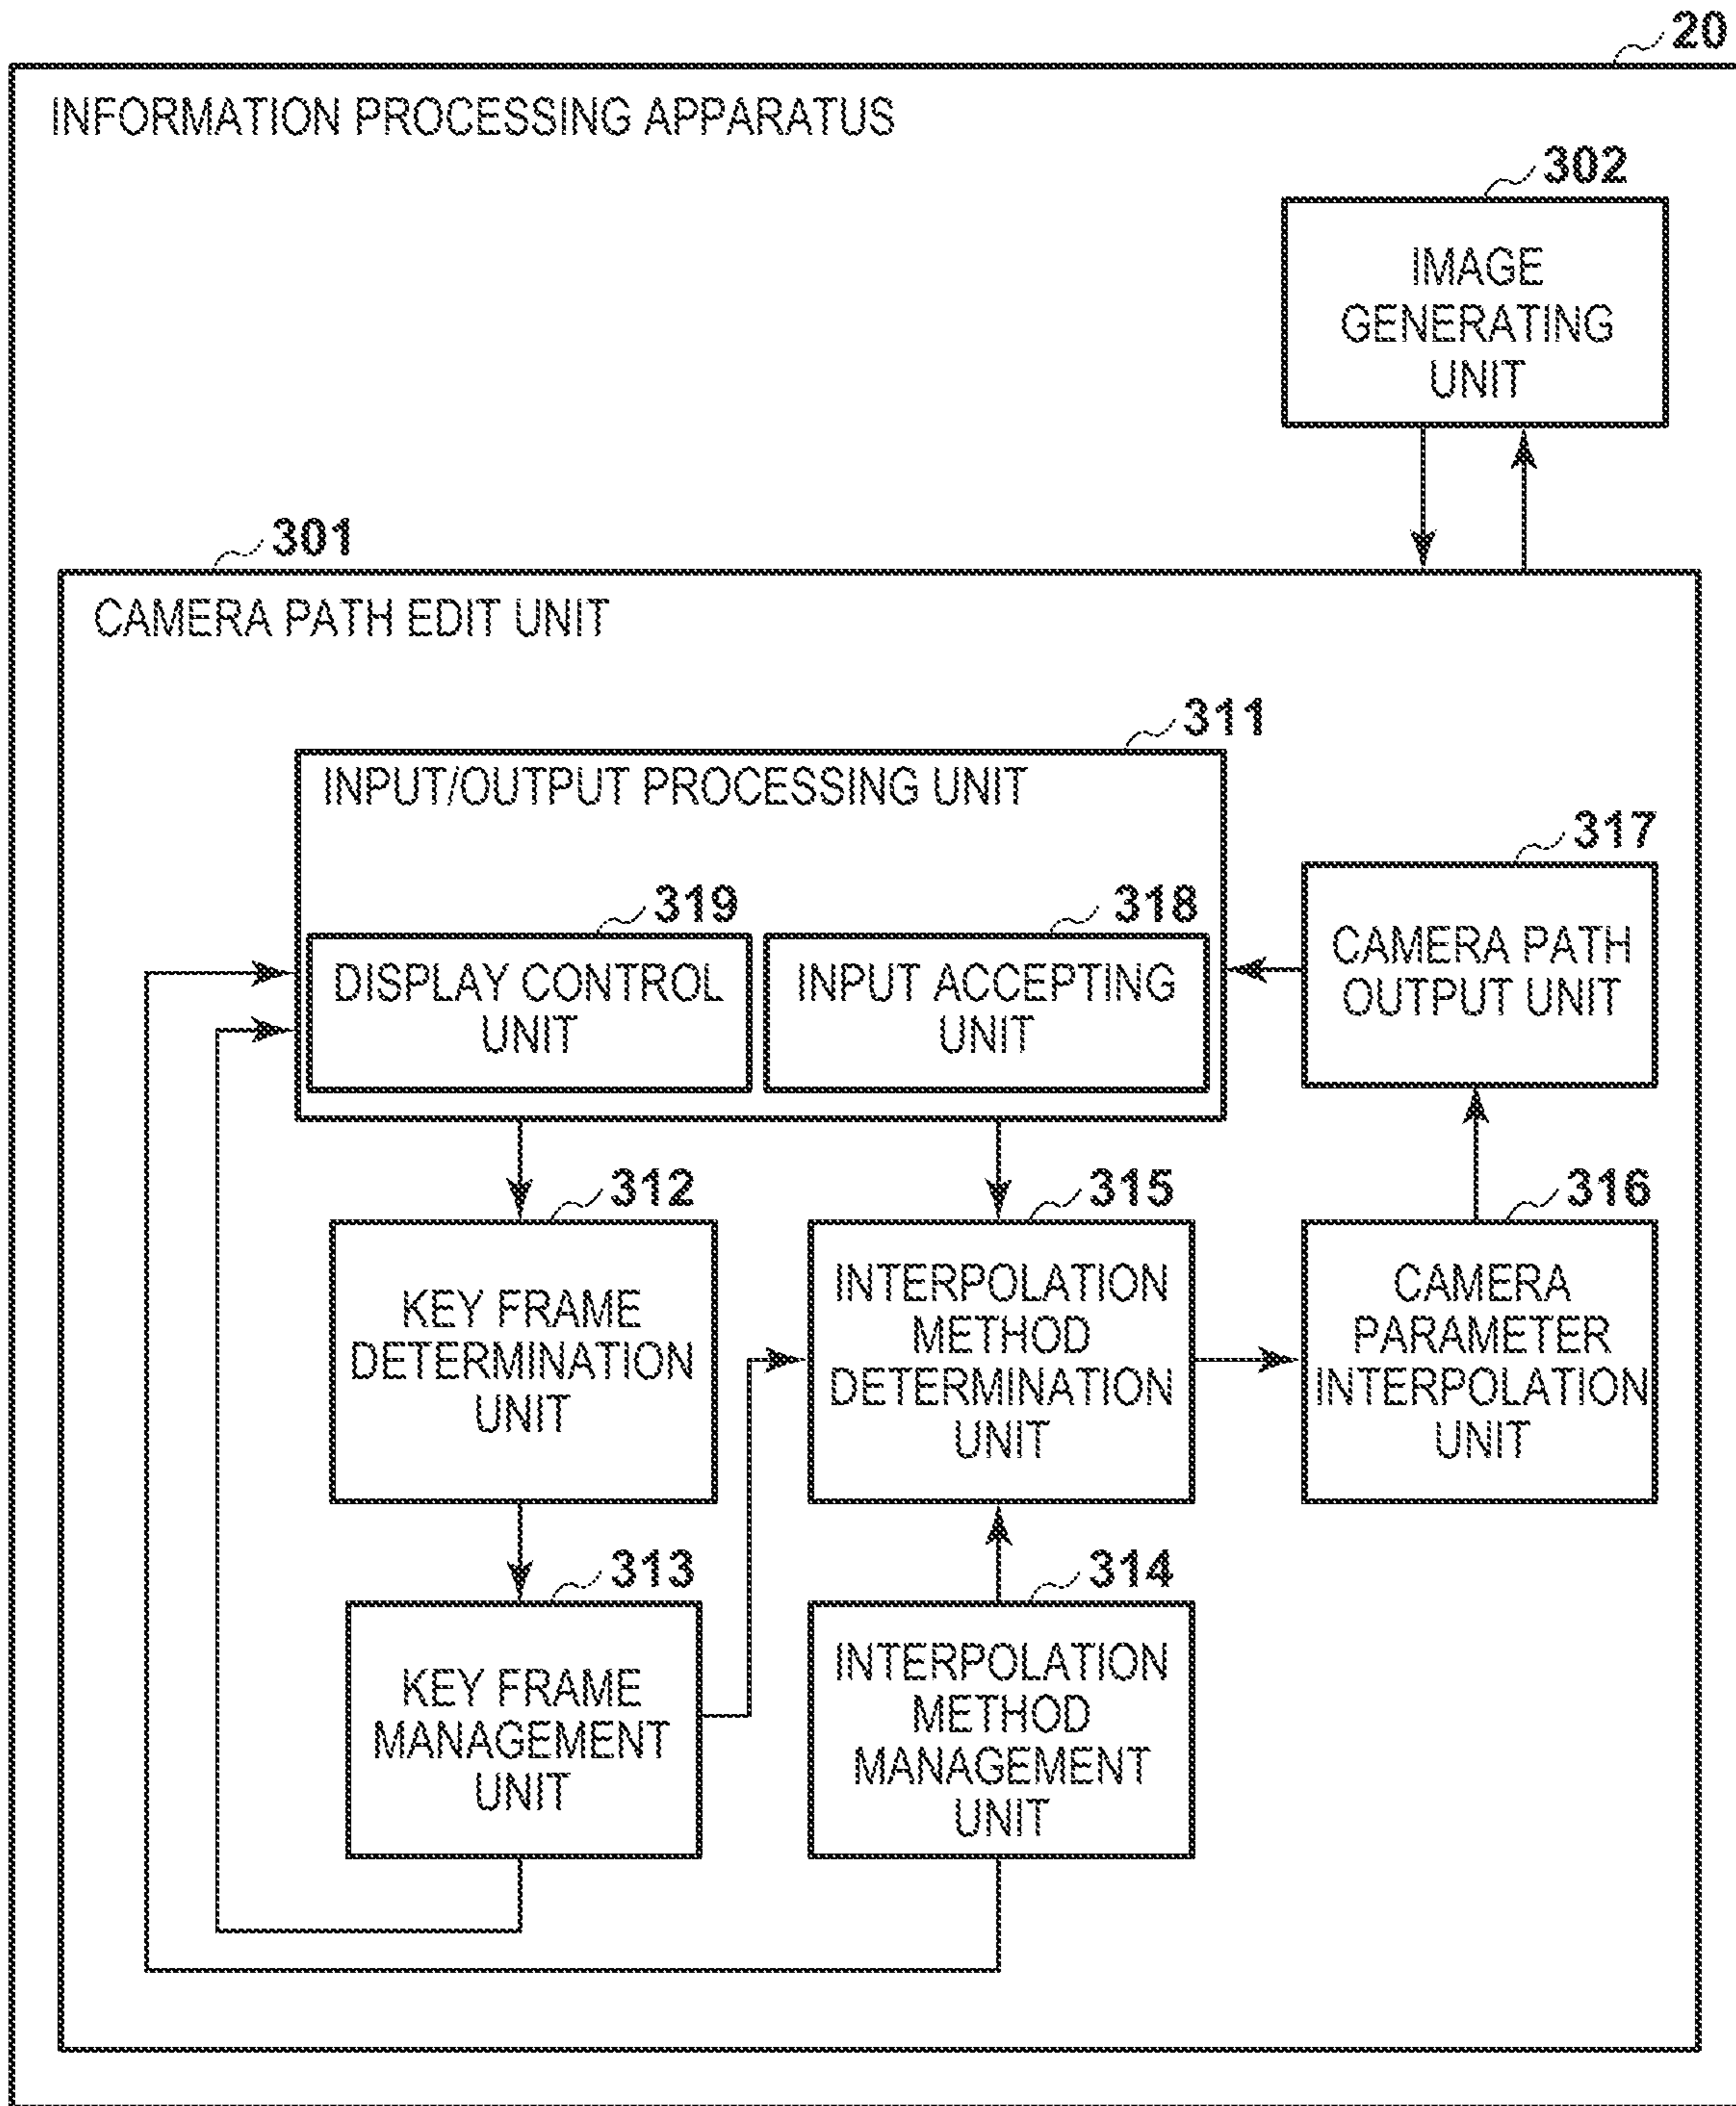 20
INFORMATION PROCESSING APPARATUS
302
IMAGE
GENERATING
UNIT
301
CAMERA PATH EDIT UNIT
311
INPUT/OUTPUT PROCESSING UNIT
319
DISPLAY CONTROL
UNIT
318
INPUT ACCEPTING
UNIT
317
CAMERA PATH
OUTPUT UNIT
312
KEY FRAME
DETERMINATION
UNIT
315
INTERPOLATION
METHOD
DETERMINATION
UNIT
316
CAMERA
PARAMETER
INTERPOLATION
UNIT
313
KEY FRAME
MANAGEMENT
UNIT
314
INTERPOLATION
METHOD
MANAGEMENT
UNIT